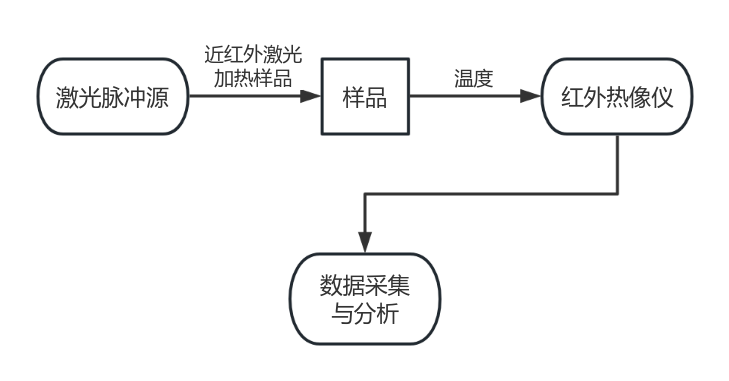 近红外激光
加热样品
激光脉冲源
样品
温度
红外热像仪
数据采集
与分析